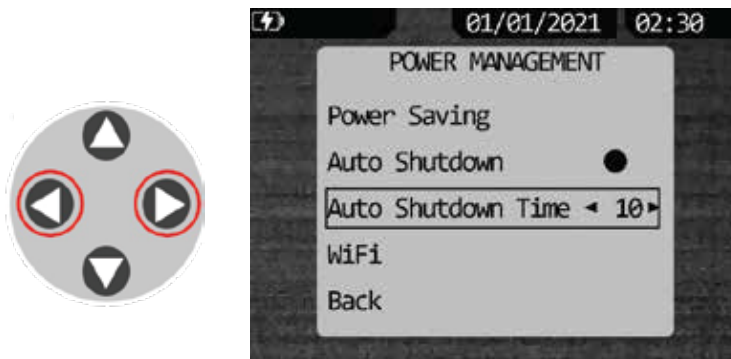 01/01/2021 02:30
POWER MANAGEMENT
Power Saving
Auto Shutdown
Auto Shutdown Time ◄ 10►
WiFi
Back